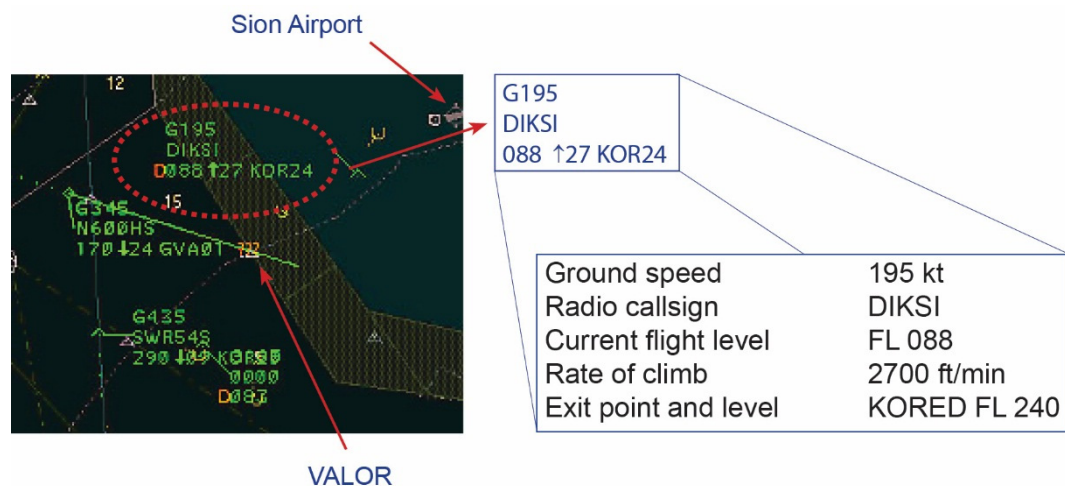 Sion Airport
12
G195
DIKSI
D088↑27 KOR24
15
G345
N600HS
170↓24 GVA01
G435
SWR54S
0000
VALOR
G195
DIKSI
088 ↑27 KOR24
Ground speed 195 kt
Radio callsign DIKSI
Current flight level FL 088
Rate of climb 2700 ft/min
Exit point and level KORED FL 240